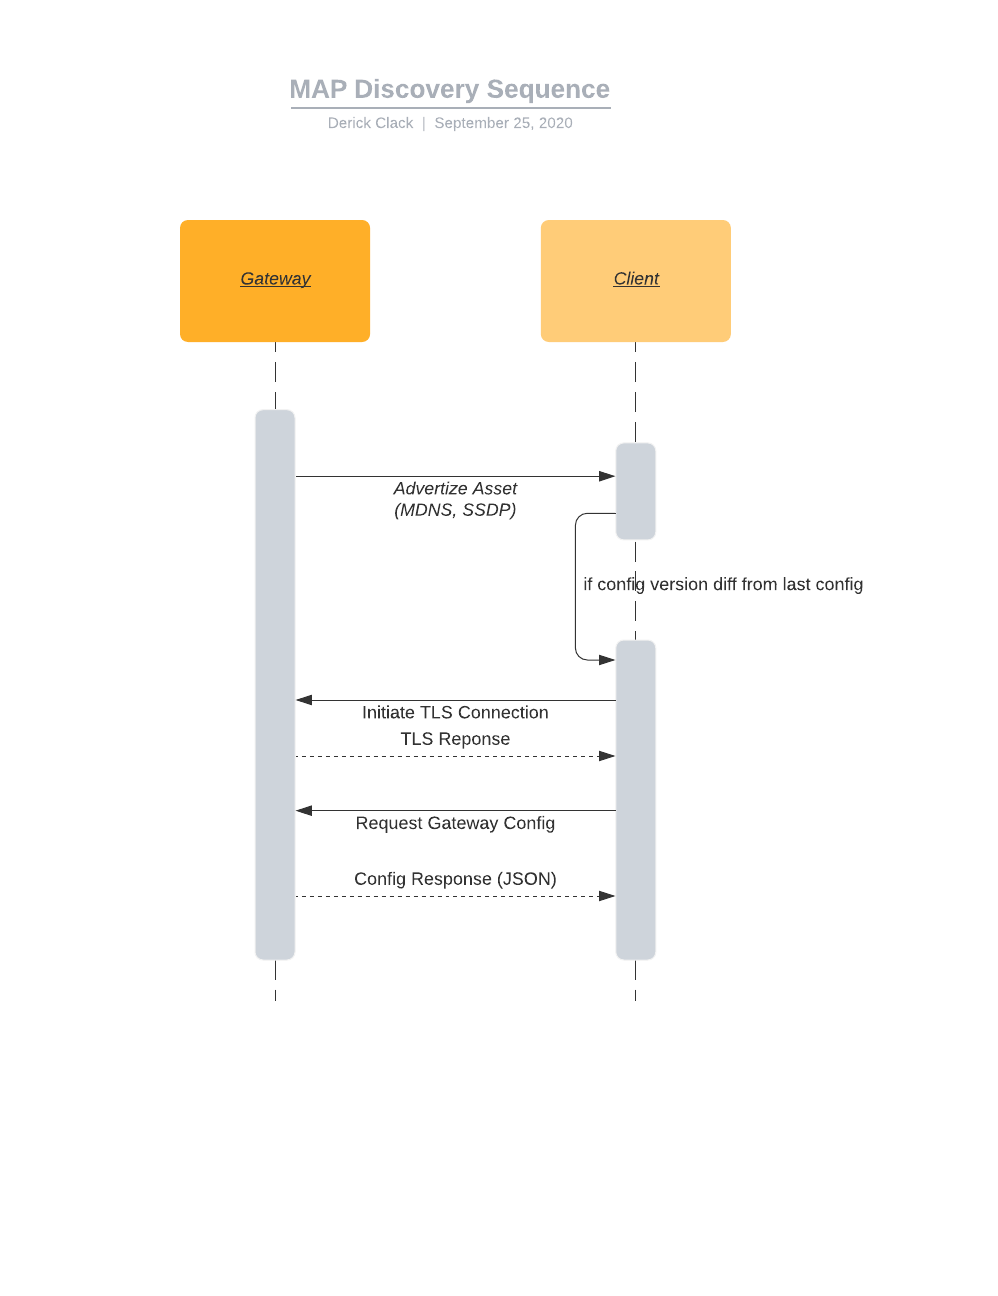 MAP Discovery Sequence
Derick Clack | September 25, 2020
Gateway
Client
Advertize Asset
(MDNS, SSDP)
if config version diff from last config
Initiate TLS Connection
TLS Reponse
Request Gateway Config
Config Response (JSON)